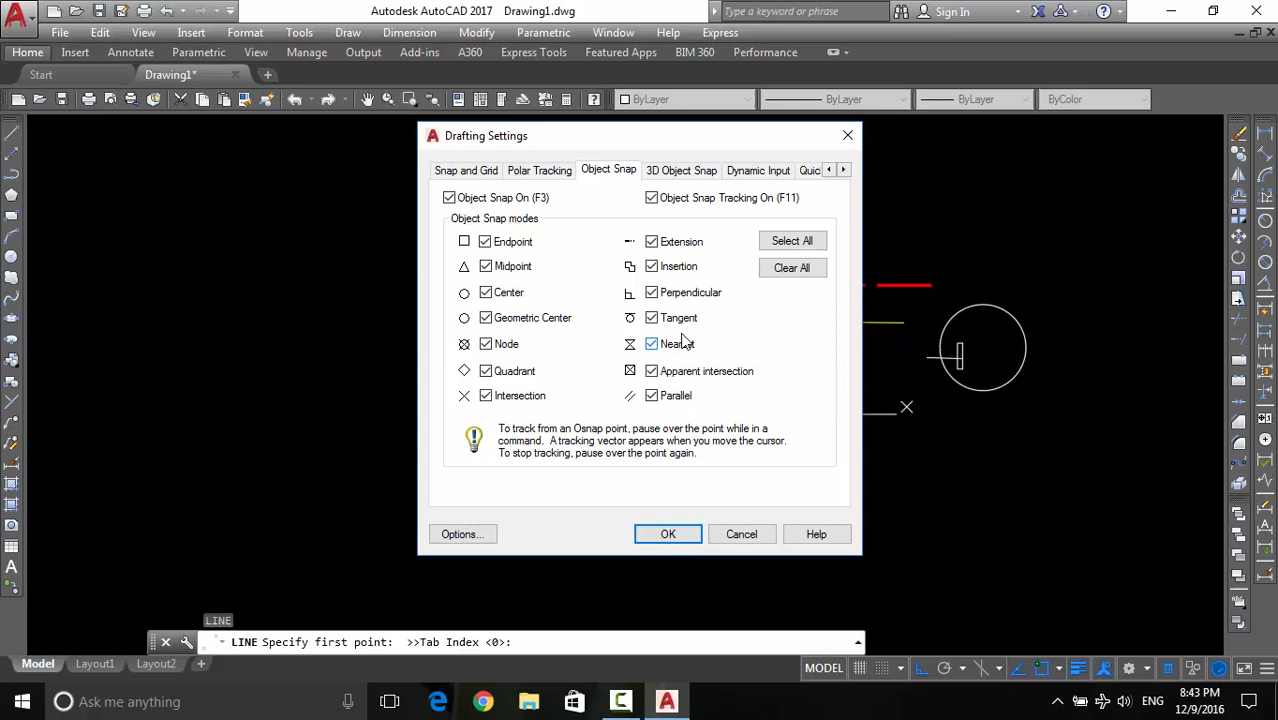 Autodesk AutoCAD 2017 Drawing1.dwg
Type a keyword or phrase
Sign In
File Edit View Insert Format Tools Draw Dimension Modify Parametric Window Help Express
Home Insert Annotate Parametric View Manage Output Add-ins A360 Express Tools Featured Apps BIM 360 Performance
Start
Drawing1*
ByLayer
ByLayer
ByLayer
ByColor
Drafting Settings
Snap and Grid
Polar Tracking
Object Snap
3D Object Snap
Dynamic Input
Quic
Object Snap On (F3)
Object Snap Tracking On (F11)
Object Snap modes
Endpoint
Extension
Select All
Midpoint
Insertion
Clear All
Center
Perpendicular
Geometric Center
Tangent
Node
Quadrant
Apparent intersection
Intersection
Parallel
To track from an Osnap point, pause over the point while in a
command. A tracking vector appears when you move the cursor.
To stop tracking, pause over the point again.
Options...
OK
Cancel
Help
LINE
LINE Specify first point: >>Tab Index <0>:
Model
Layout1
Layout2
MODEL
Ask me anything
ENG
8:43 PM
12/9/2016